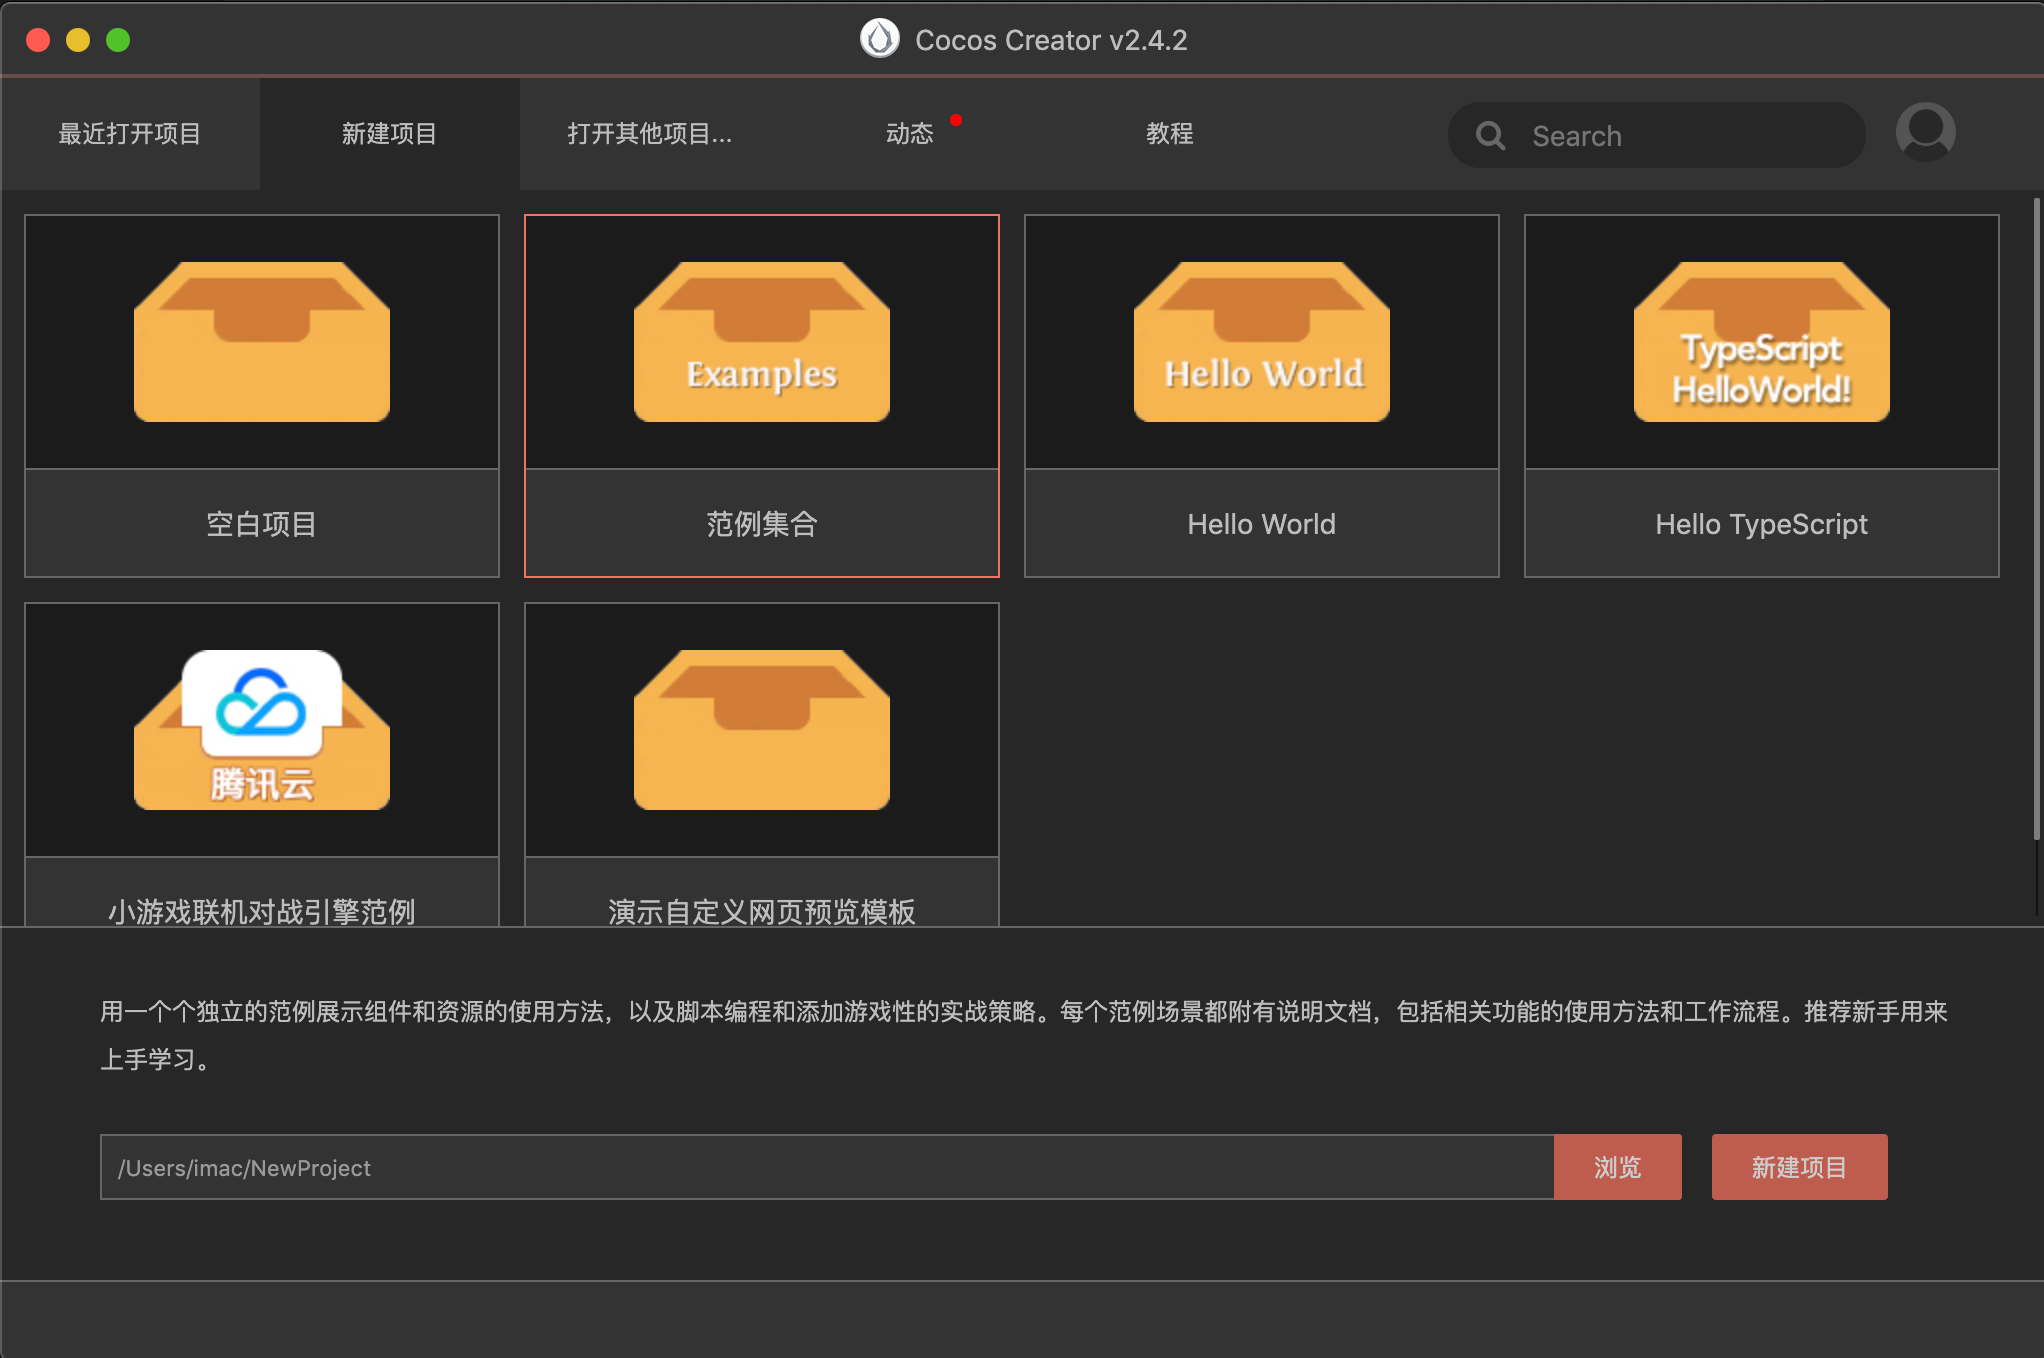 Cocos Creator v2.4.2
最近打开项目
新建项目
打开其他项目...
动态
教程
Search
Examples
Hello World
TypeScript
HelloWorld!
空白项目
范例集合
Hello World
Hello TypeScript
腾讯云
小游戏联机对战引擎范例
演示自定义网页预览模板
用一个个独立的范例展示组件和资源的使用方法，以及脚本编程和添加游戏性的实战策略。每个范例场景都附有说明文档，包括相关功能的使用方法和工作流程。推荐新手用来
上手学习。
/Users/imac/NewProject
浏览
新建项目